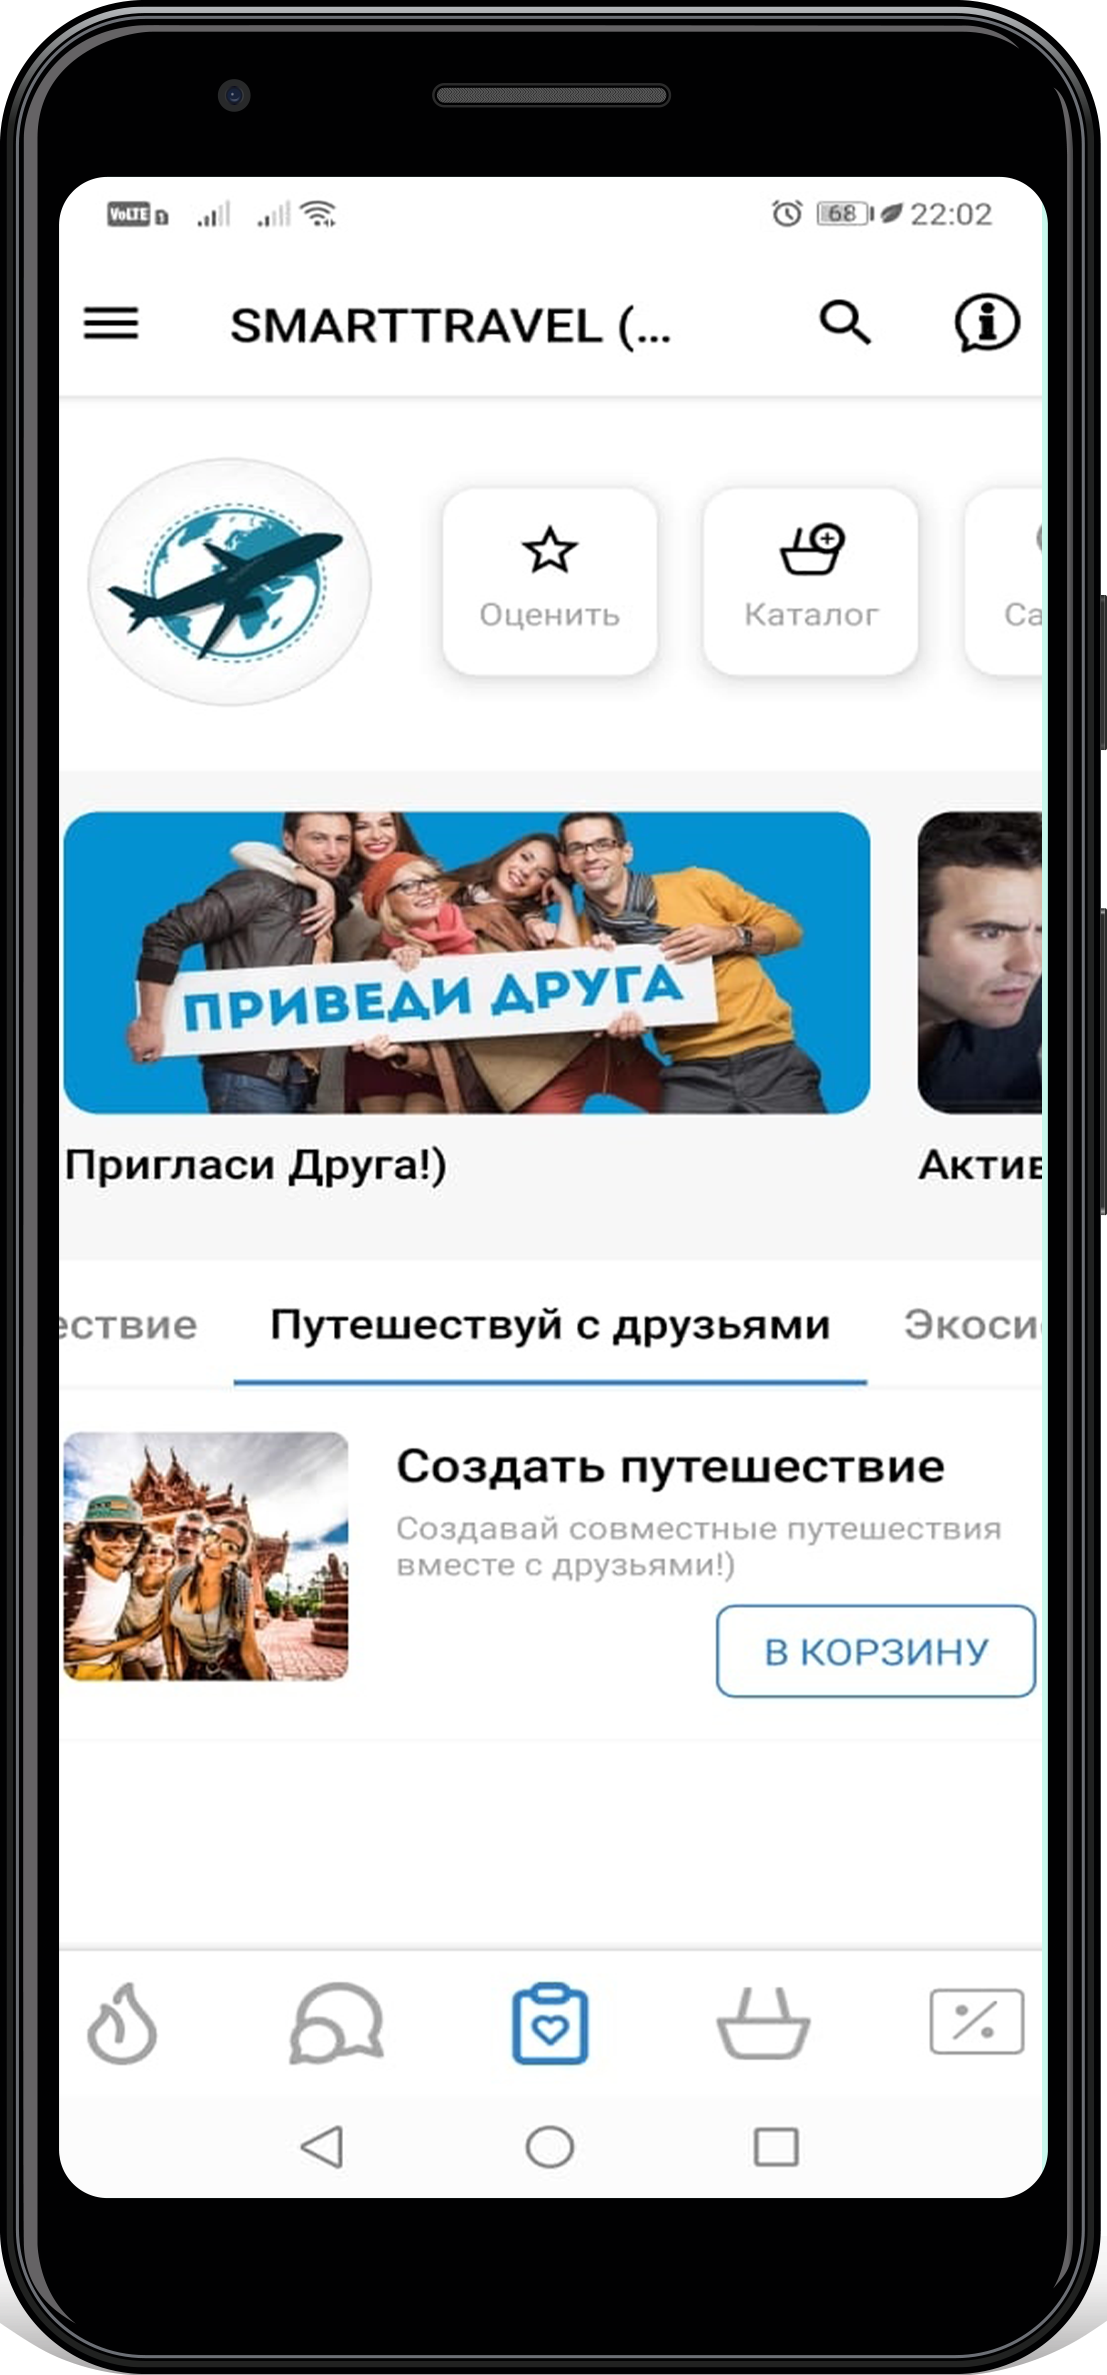 VoLTE 68 22:02
SMARTTRAVEL (...
Оценить
Каталог
Са
ПРИВЕДИ ДРУГА
Пригласи Друга!)
Актив
ествие
Путешествуй с друзьями
Экоси
Создать путешествие
Создавай совместные путешествия
вместе с друзьями!)
В КОРЗИНУ